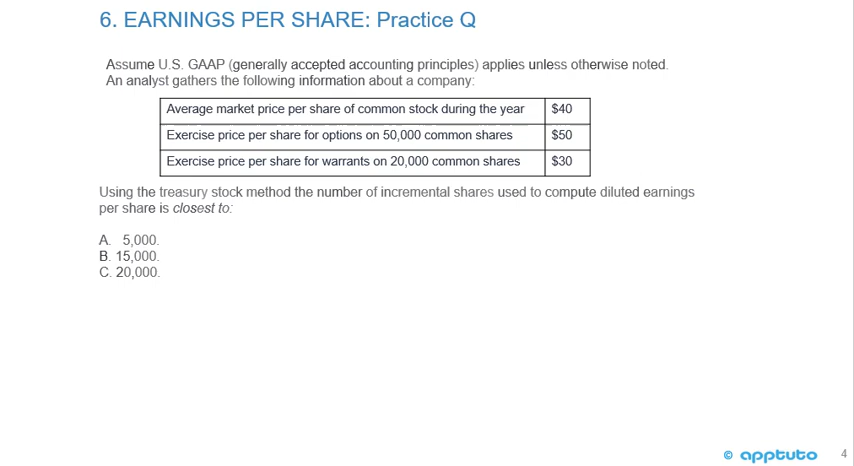 6. EARNINGS PER SHARE: Practice Q
Assume U.S. GAAP (generally accepted accounting principles) applies unless otherwise noted.
An analyst gathers the following information about a company:
Average market price per share of common stock during the year $40
Exercise price per share for options on 50,000 common shares $50
Exercise price per share for warrants on 20,000 common shares $30
Using the treasury stock method the number of incremental shares used to compute diluted earnings
per share is closest to:
A. 5,000.
B. 15,000.
C. 20,000.
© apptuto 4